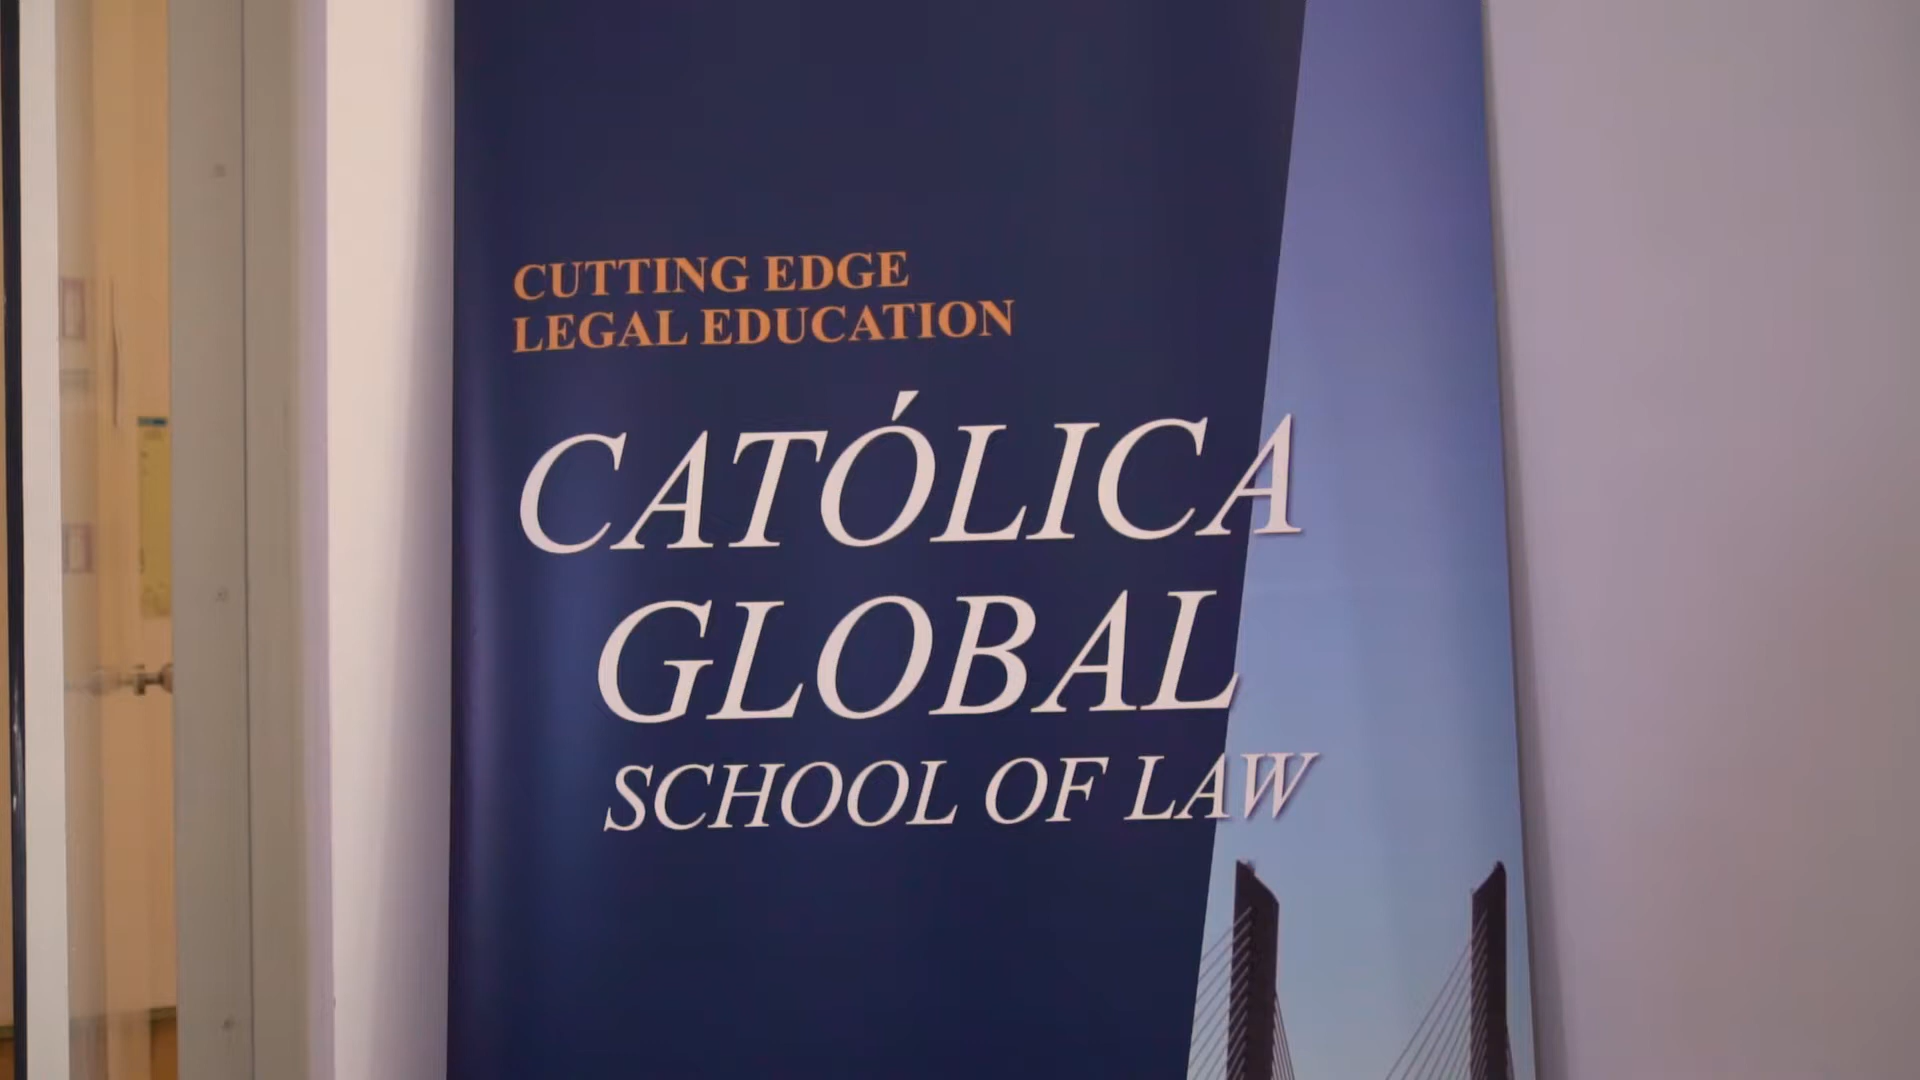 CUTTING EDGE
LEGAL EDUCATION
CATÓLICA
GLOBAL
SCHOOL OF LAW